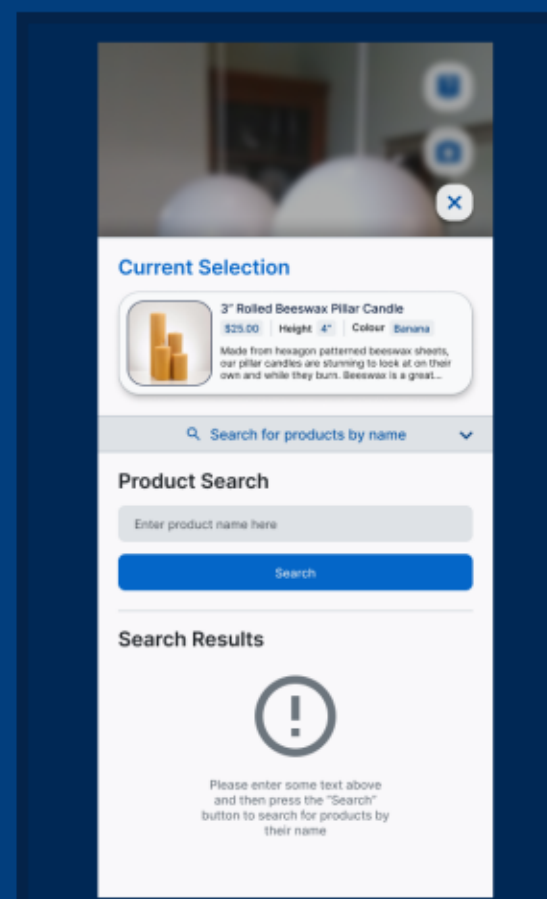 Current Selection
3" Rolled Beeswax Pillar Candle
$25.00 Height 4" Colour Banana
Made from hexagon patterned beeswax sheets,
our pillar candles are stunning to look at on their
own and while they burn. Beeswax is a great...
Search for products by name
Product Search
Enter product name here
Search
Search Results
Please enter some text above
and then press the "Search"
button to search for products by
their name